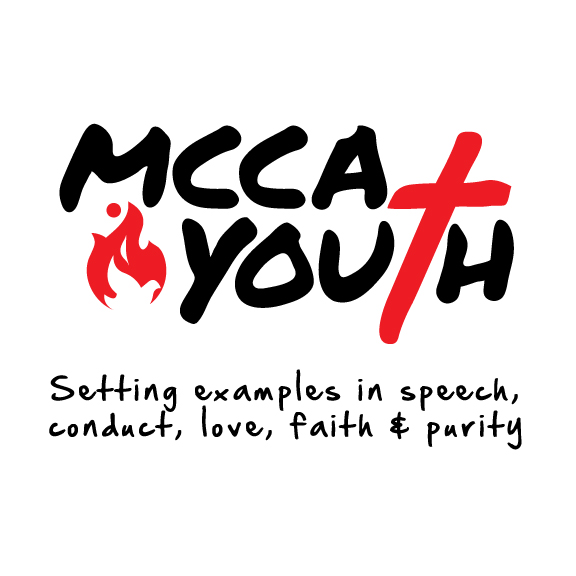 MCCA
YOUTH
Setting examples in speech,
conduct, love, faith & purity